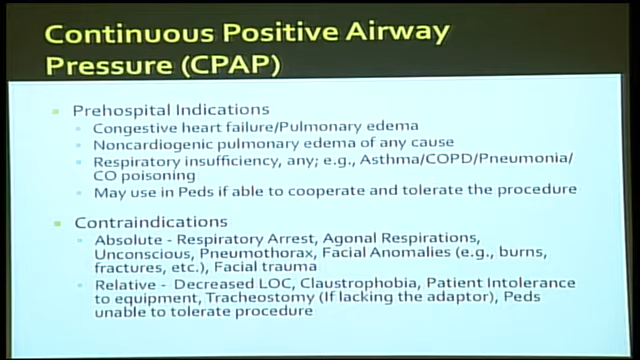 Continuous Positive Airway
Pressure (CPAP)
Prehospital Indications
Congestive heart failure/Pulmonary edema
Noncardiogenic pulmonary edema of any cause
Respiratory insufficiency, any; e.g., Asthma/COPD/Pneumonia/
CO poisoning
May use in Peds if able to cooperate and tolerate the procedure
Contraindications
Absolute - Respiratory Arrest, Agonal Respirations,
Unconscious, Pneumothorax, Facial Anomalies (e.g., burns,
fractures, etc.), Facial trauma
Relative - Decreased LOC, Claustrophobia, Patient Intolerance
to equipment, Tracheostomy (If lacking the adaptor), Peds
unable to tolerate procedure